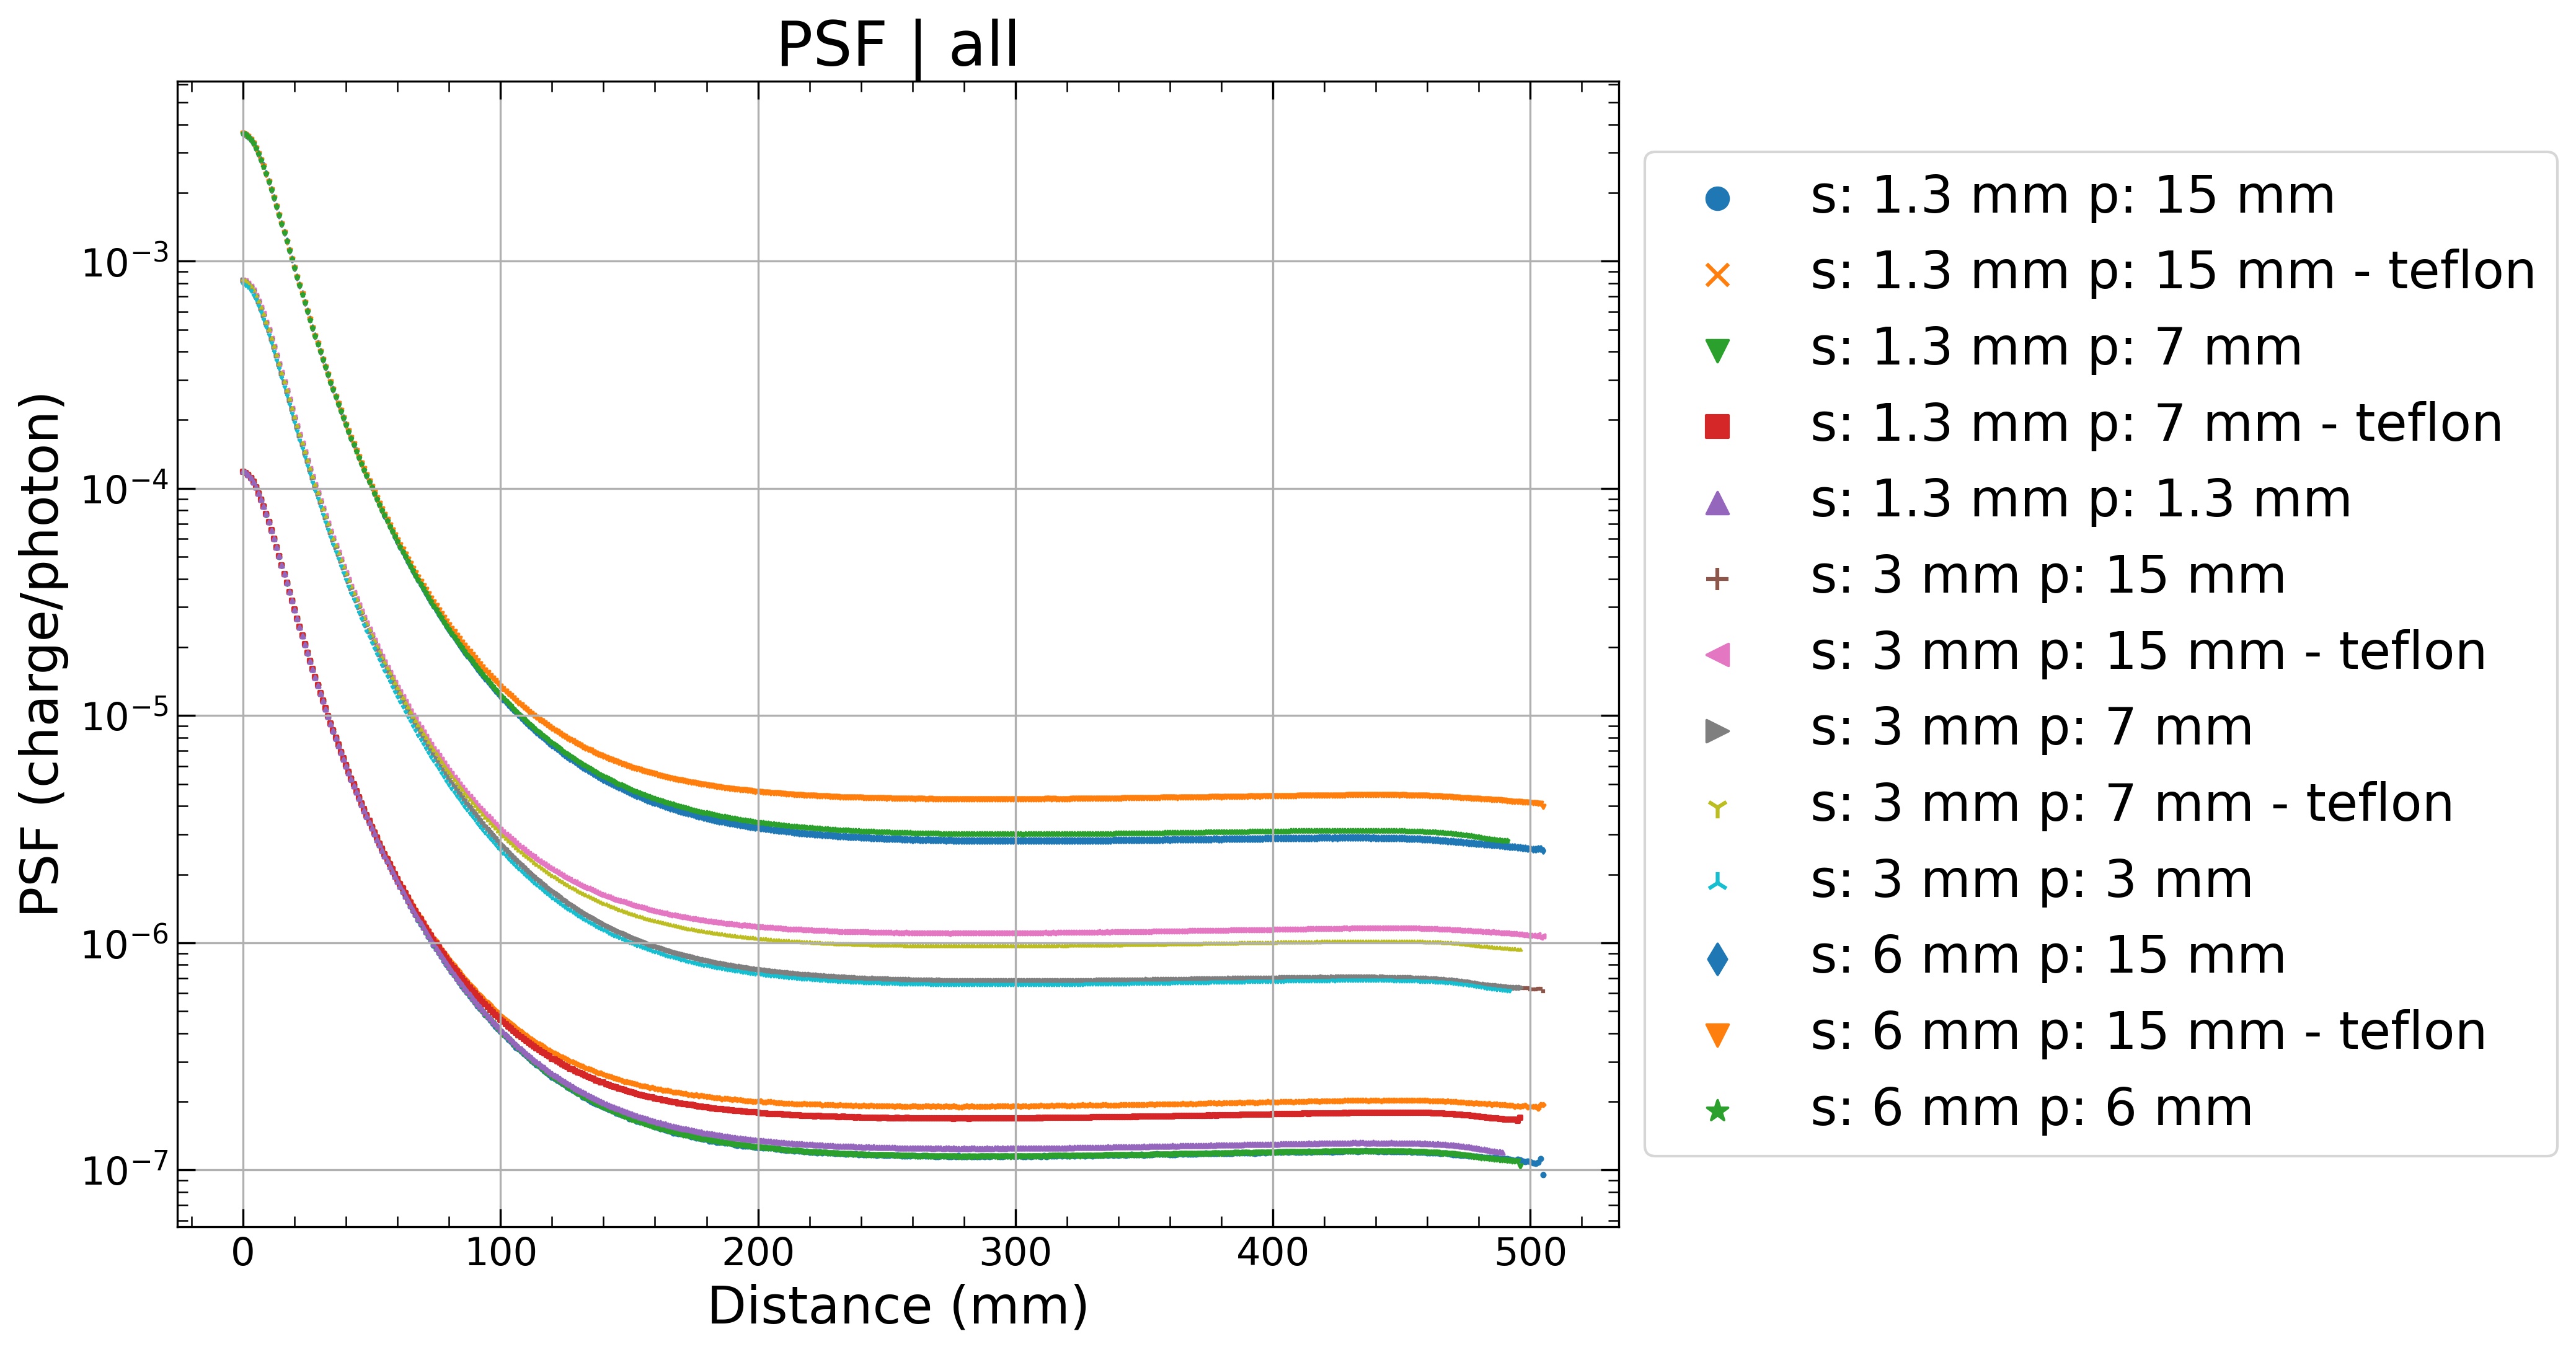 PSF | all
PSF (charge/photon)
10⁻³
10⁻⁴
10⁻⁵
10⁻⁶
10⁻⁷
0 100 200 300 400 500
Distance (mm)
s: 1.3 mm p: 15 mm
s: 1.3 mm p: 15 mm - teflon
s: 1.3 mm p: 7 mm
s: 1.3 mm p: 7 mm - teflon
s: 1.3 mm p: 1.3 mm
s: 3 mm p: 15 mm
s: 3 mm p: 15 mm - teflon
s: 3 mm p: 7 mm
s: 3 mm p: 7 mm - teflon
s: 3 mm p: 3 mm
s: 6 mm p: 15 mm
s: 6 mm p: 15 mm - teflon
s: 6 mm p: 6 mm